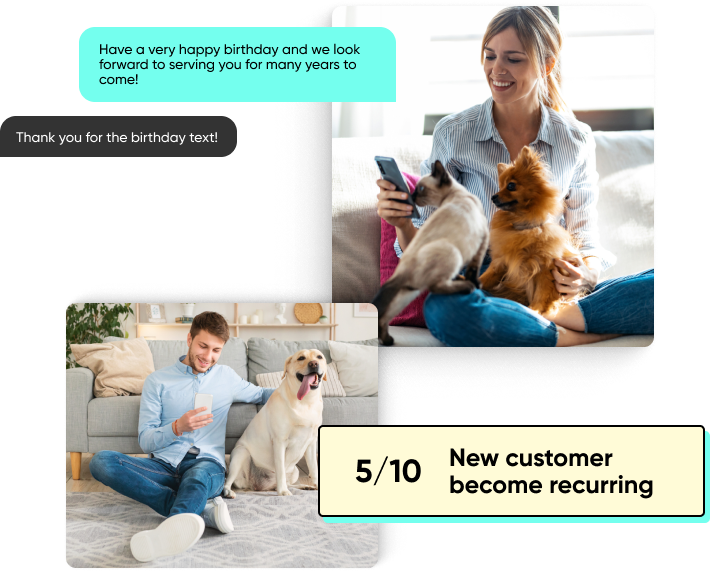 Have a very happy birthday and we look
forward to serving you for many years to
come!
Thank you for the birthday text!
5/10
New customer
become recurring